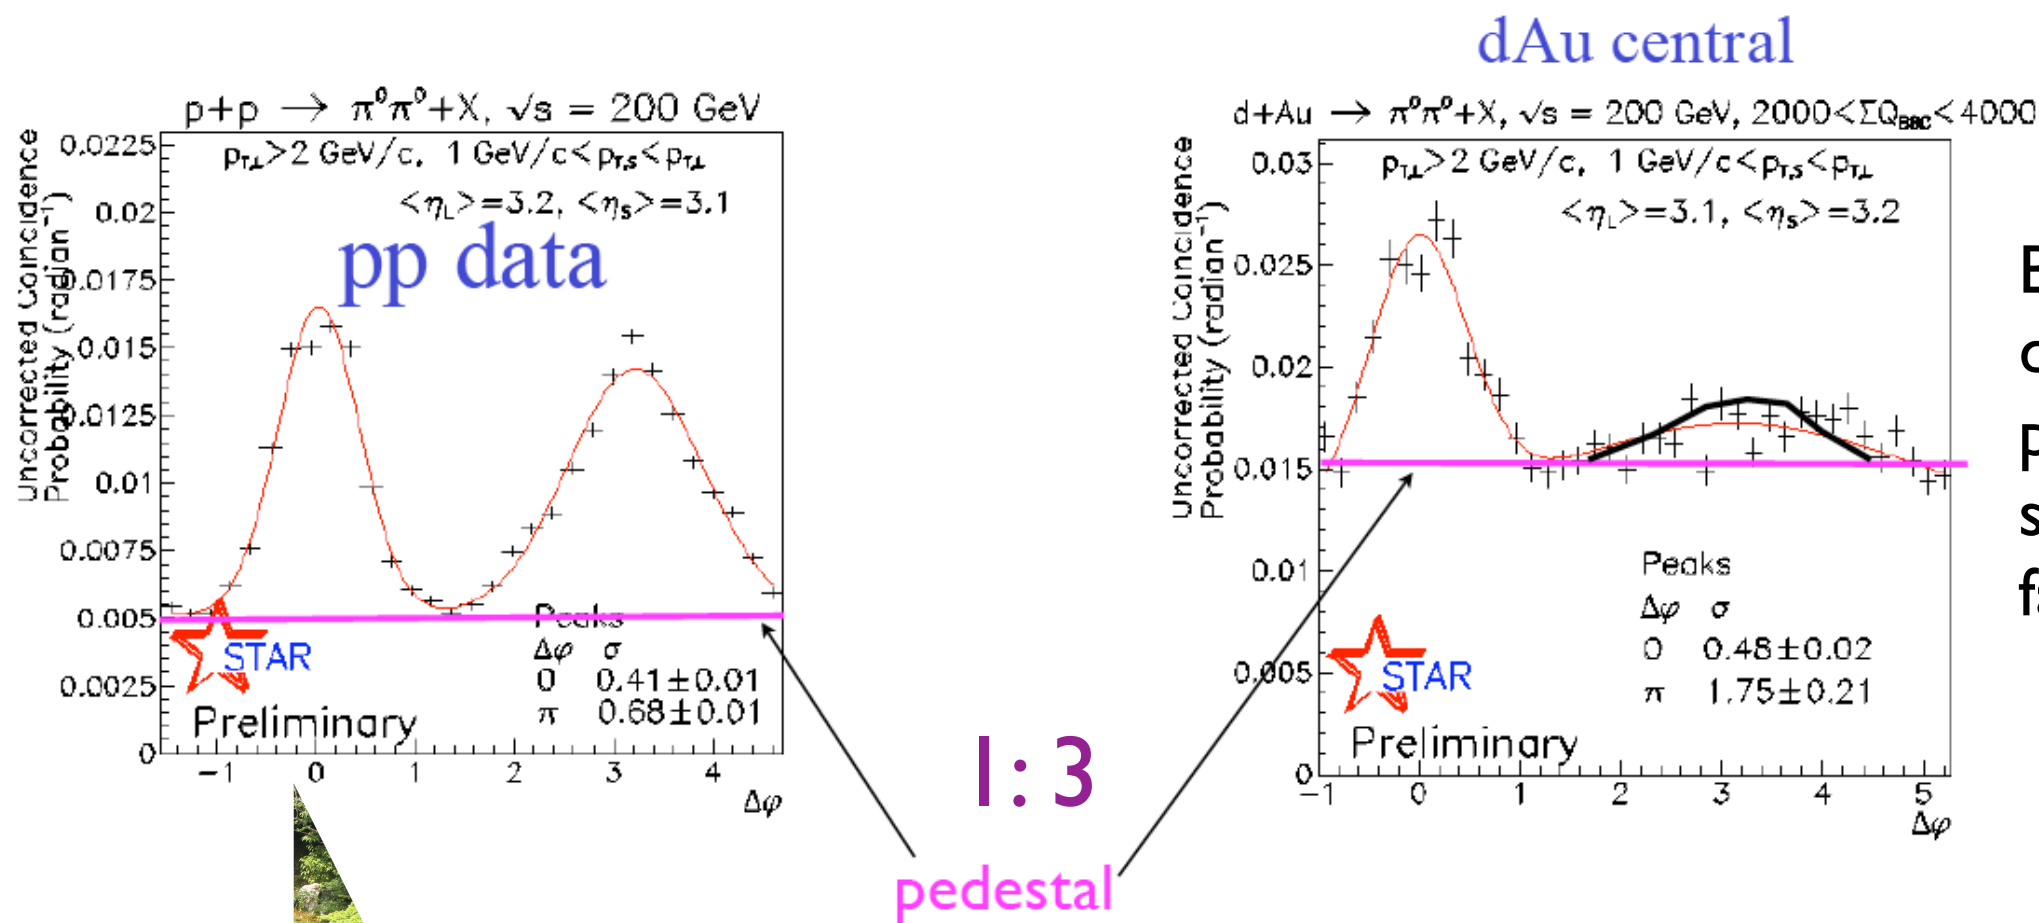 dAu central
p+p → π⁰π⁰+X, √s = 200 GeV
p_T,L>2 GeV/c, 1 GeV/c<p_T,S<p_T,L
<η_L>=3.2, <η_S>=3.1
pp data
Uncorrected Coincidence
Probability (radian⁻¹)
0.0225
0.02
0.0175
0.015
0.0125
0.01
0.0075
0.005
0.0025
0
Peaks
Δφ σ
0 0.41±0.01
π 0.68±0.01
STAR
Preliminary
−1 0 1 2 3 4
Δφ
d+Au → π⁰π⁰+X, √s = 200 GeV, 2000<ΣQ_BBC<4000
p_T,L>2 GeV/c, 1 GeV/c<p_T,S<p_T,L
<η_L>=3.1, <η_S>=3.2
Uncorrected Coincidence
Probability (radian⁻¹)
0.03
0.025
0.02
0.015
0.01
0.005
0
Peaks
Δφ σ
0 0.48±0.02
π 1.75±0.21
STAR
Preliminary
−1 0 1 2 3 4 5
Δφ
1:3
pedestal